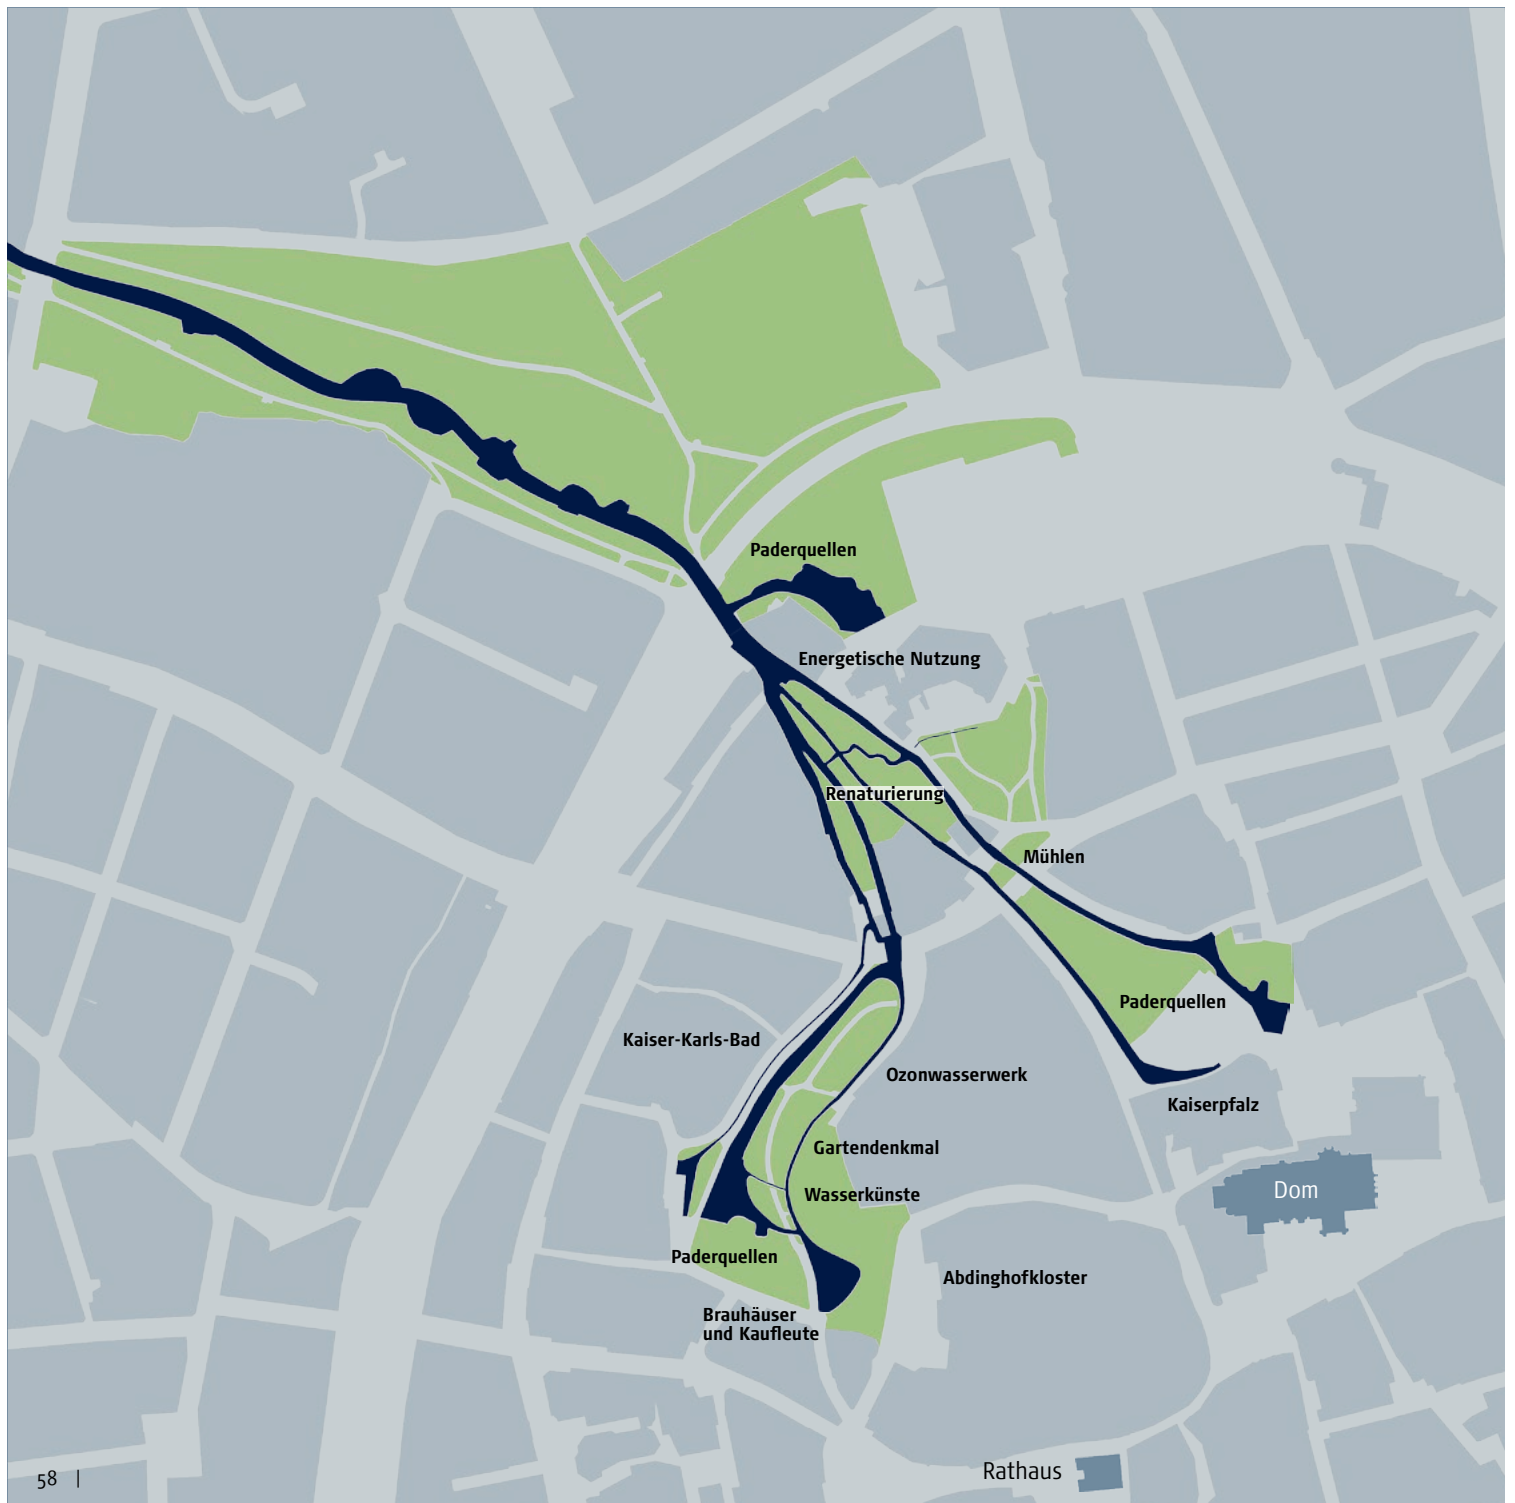 Paderquellen
Energetische Nutzung
Renaturierung
Mühlen
Paderquellen
Kaiser-Karls-Bad
Ozonwasserwerk
Kaiserpfalz
Gartendenkmal
Wasserkünste
Dom
Paderquellen
Abdinghofkloster
Brauhäuser
und Kaufleute
Rathaus
58 |